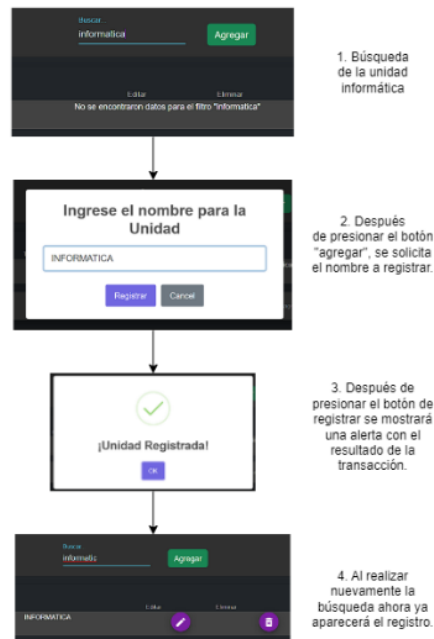 Buscar
informatica
Agregar
Editar
Eliminar
No se encontraron datos para el filtro "informatica"
1. Búsqueda
de la unidad
informática
Ingrese el nombre para la
Unidad
INFORMATICA
Registrar
Cancel
2. Después
de presionar el botón
"agregar", se solicita
el nombre a registrar.
¡Unidad Registrada!
OK
3. Después de
presionar el botón de
registrar se mostrará
una alerta con el
resultado de la
transacción.
Buscar
informatic
Agregar
Editar
Eliminar
INFORMATICA
4. Al realizar
nuevamente la
búsqueda ahora ya
aparecerá el registro.